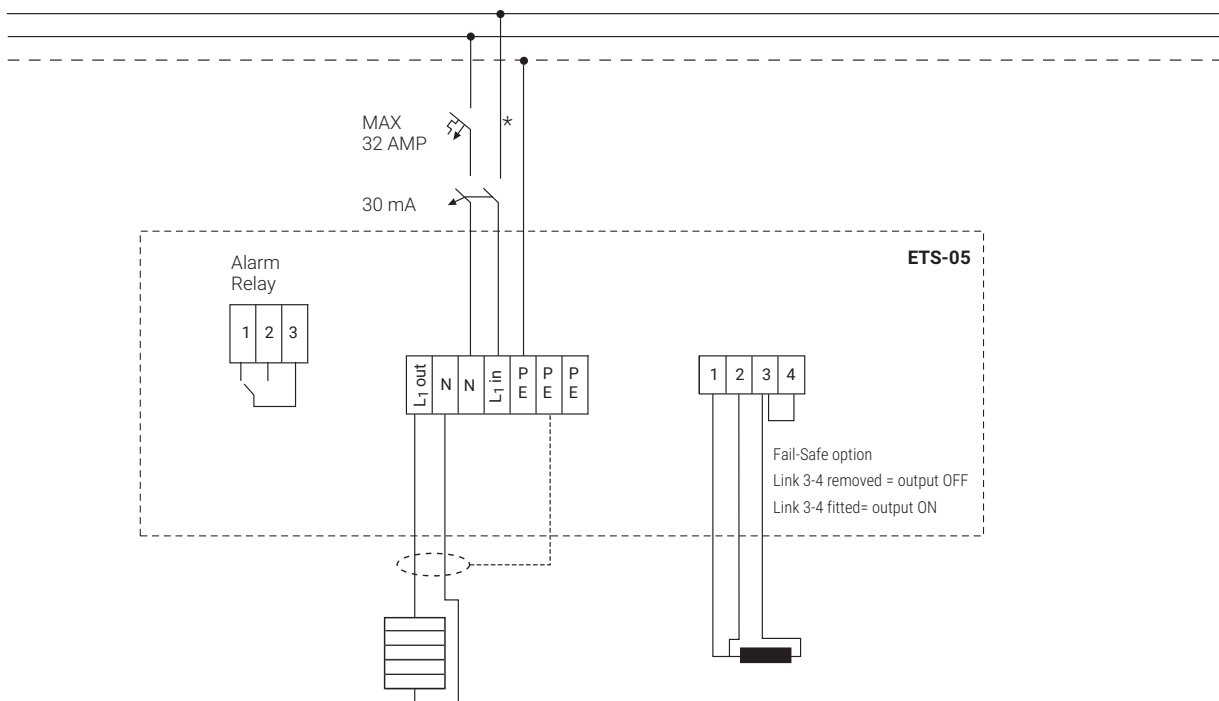 MAX
32 AMP
*
30 mA
ETS-05
Alarm
Relay
1 2 3
L1 out N N L1 in PE PE PE
1 2 3 4
Fail-Safe option
Link 3-4 removed = output OFF
Link 3-4 fitted= output ON